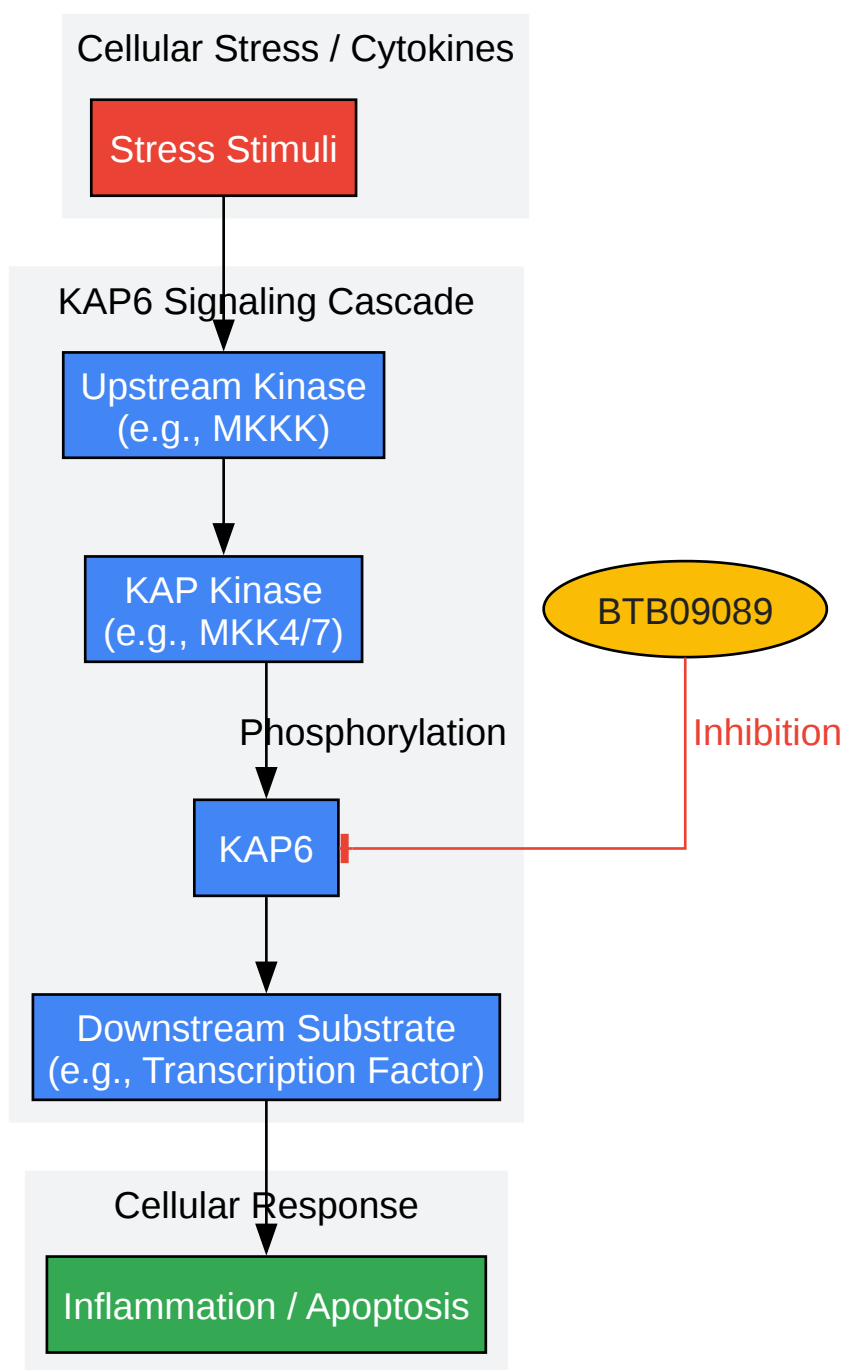 Cellular Stress / Cytokines
Stress Stimuli
KAP6 Signaling Cascade
Upstream Kinase
(e.g., MKKK)
KAP Kinase
(e.g., MKK4/7)
BTB09089
Phosphorylation
Inhibition
KAP6
Downstream Substrate
(e.g., Transcription Factor)
Cellular Response
Inflammation / Apoptosis